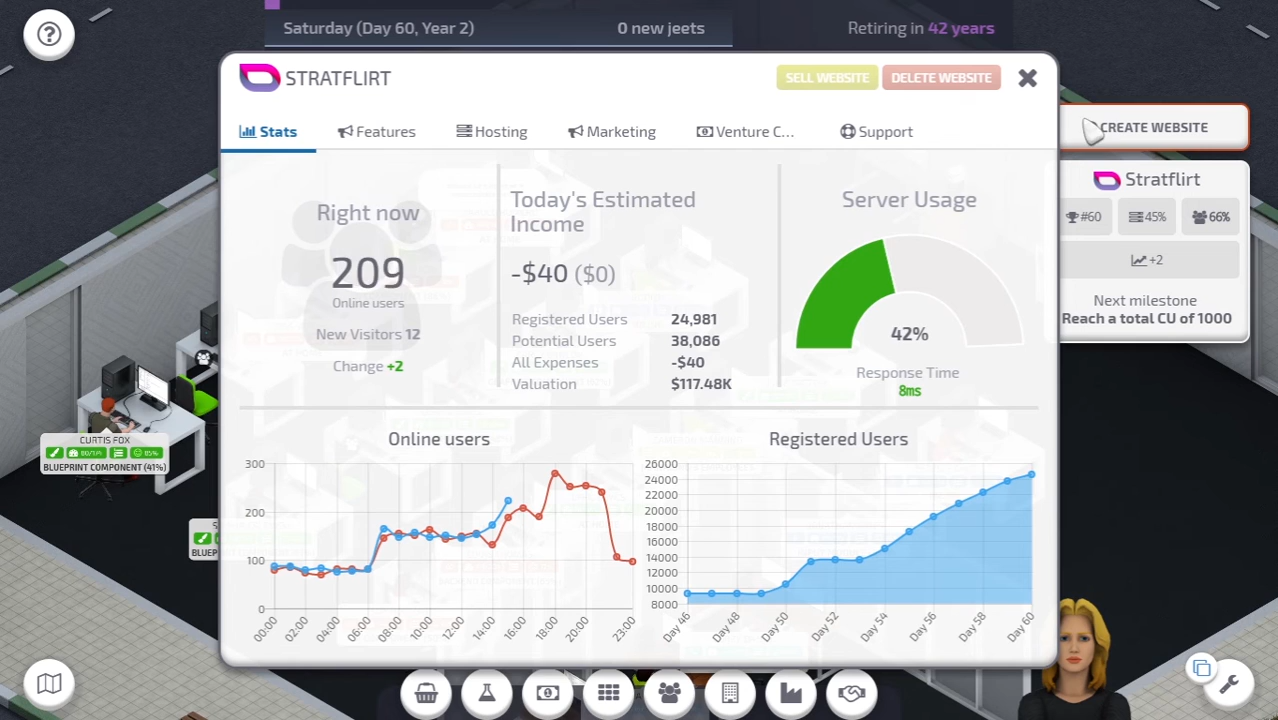 Saturday (Day 60, Year 2)
0 new jeets
Retiring in 42 years
STRATFLIRT
SELL WEBSITE
DELETE WEBSITE
Stats
Features
Hosting
Marketing
Venture C...
Support
CREATE WEBSITE
Stratflirt
#60
45%
66%
+2
Next milestone
Reach a total CU of 1000
Right now
209
Online users
New Visitors 12
Change +2
Today's Estimated
Income
-$40 ($0)
Registered Users 24,981
Potential Users 38,086
All Expenses -$40
Valuation $117.48K
Server Usage
42%
Response Time
8ms
CURTIS FOX
85%
BLUEPRINT COMPONENT (41%)
S
BLUEP
Online users
300
200
100
0
00:00
02:00
04:00
06:00
08:00
10:00
12:00
14:00
16:00
18:00
20:00
23:00
Registered Users
26000
24000
22000
20000
18000
16000
14000
12000
10000
8000
Day 46
Day 48
Day 50
Day 52
Day 54
Day 56
Day 58
Day 60